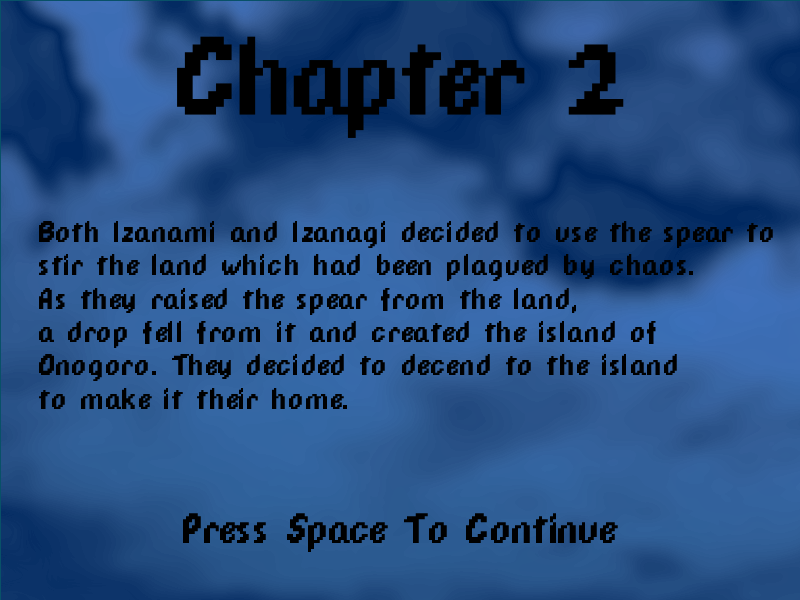 Chapter 2
Both Izanami and Izanagi decided to use the spear to
stir the land which had been plagued by chaos.
As they raised the spear from the land,
a drop fell from it and created the island of
Onogoro. They decided to decend to the island
to make it their home.
Press Space To Continue